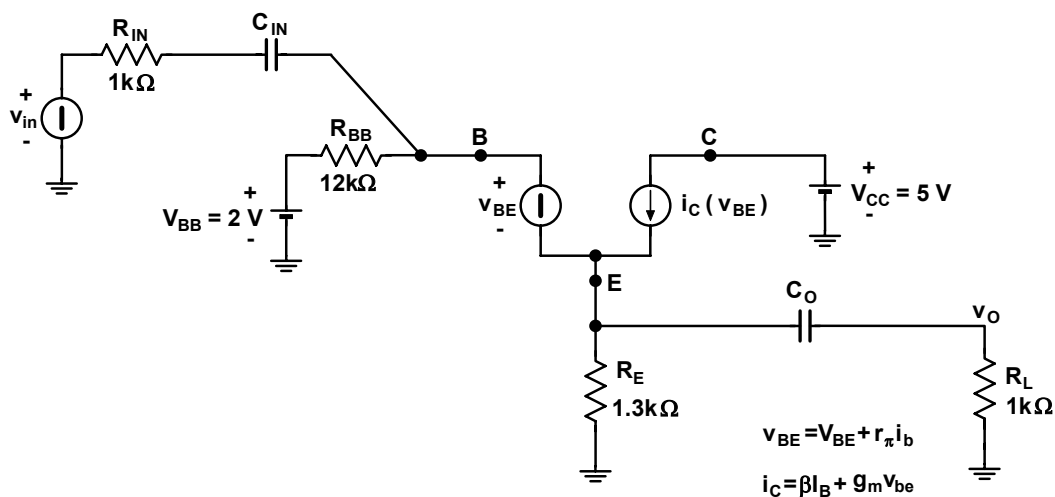 R_IN
1kΩ
C_IN
+
v_in
-
R_BB
12kΩ
+
V_BB = 2 V
-
B
+
v_BE
-
C
i_C ( v_BE )
+
V_CC = 5 V
-
E
C_O
v_O
R_E
1.3kΩ
R_L
1kΩ
v_BE = V_BE + r_π i_b
i_C = βI_B + g_m v_be